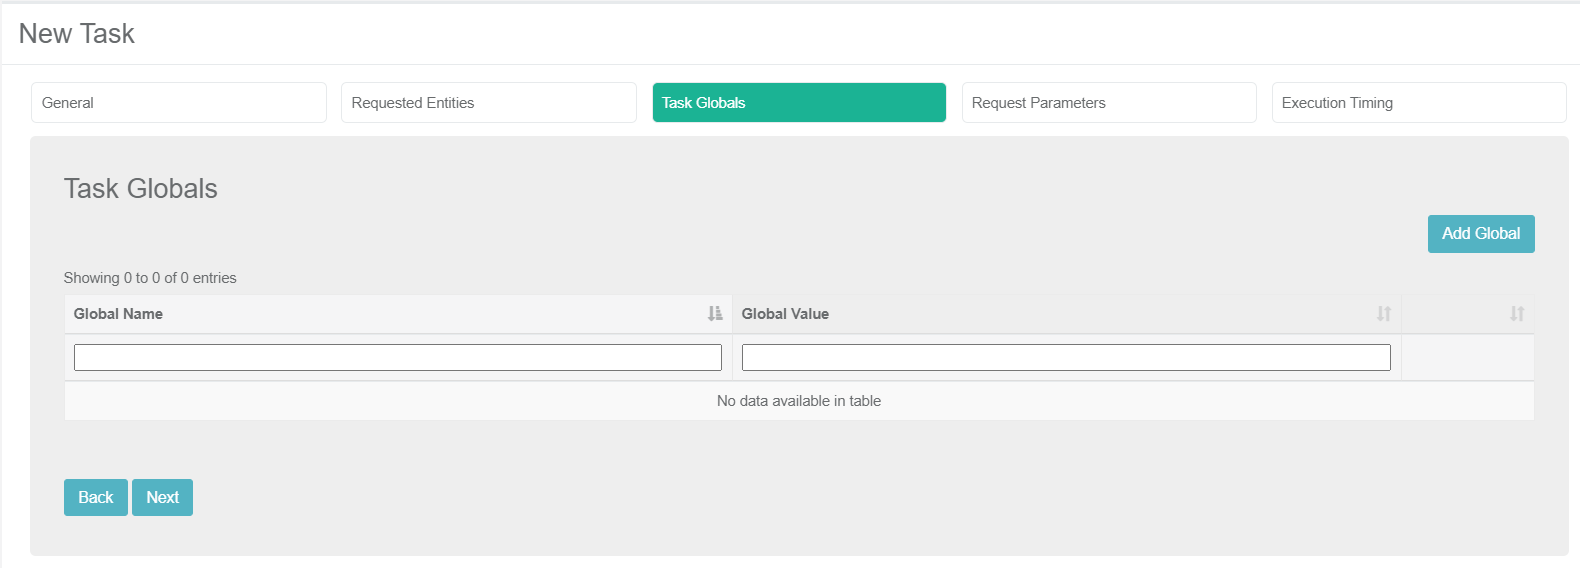 New Task
General
Requested Entities
Task Globals
Request Parameters
Execution Timing
Task Globals
Add Global
Showing 0 to 0 of 0 entries
Global Name
Global Value
No data available in table
Back
Next